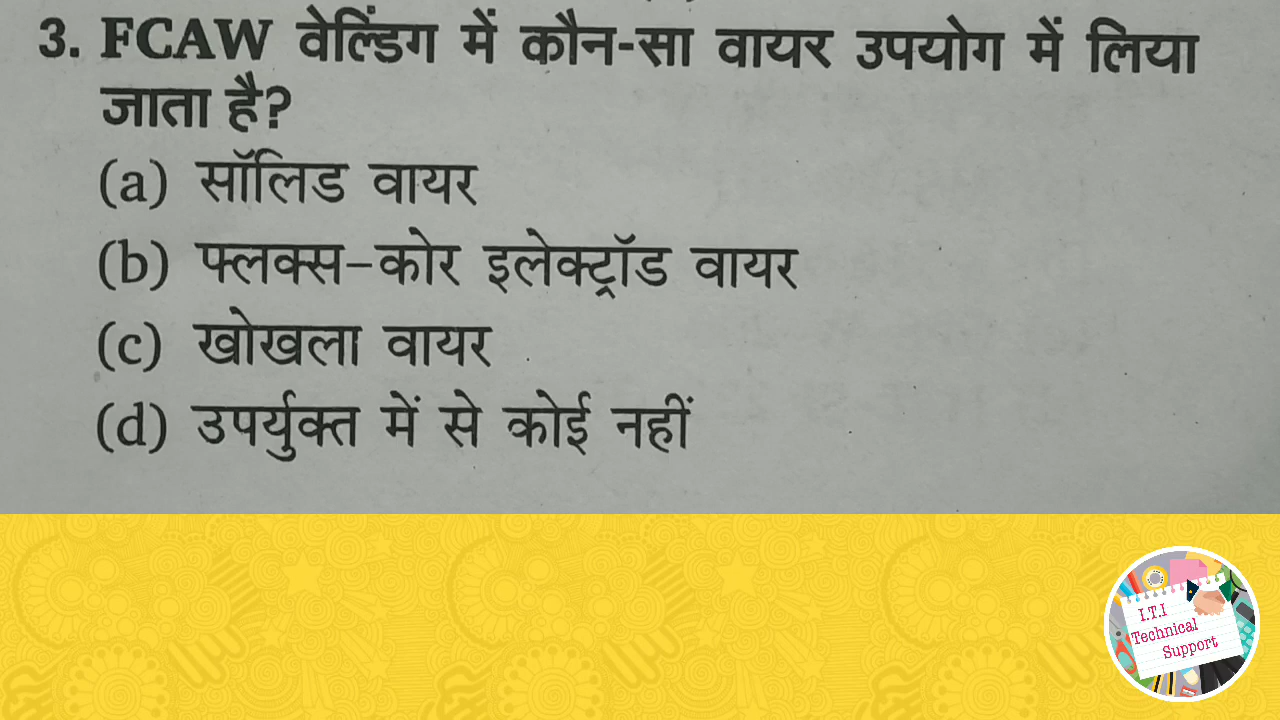 3. FCAW वेल्डिंग में कौन-सा वायर उपयोग में लिया
जाता है?
(a) सॉलिड वायर
(b) फ्लक्स-कोर इलेक्ट्रॉड वायर
(c) खोखला वायर
(d) उपर्युक्त में से कोई नहीं
I.T.I
Technical
Support